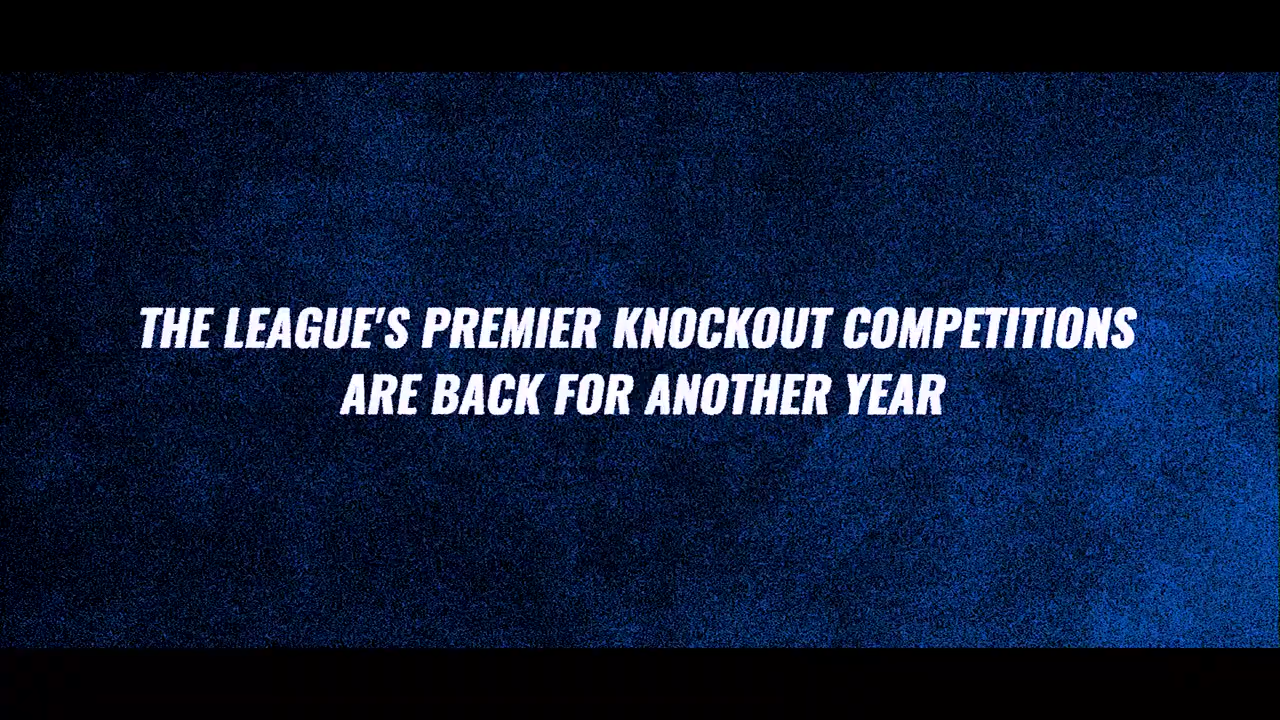 THE LEAGUE'S PREMIER KNOCKOUT COMPETITIONS
ARE BACK FOR ANOTHER YEAR